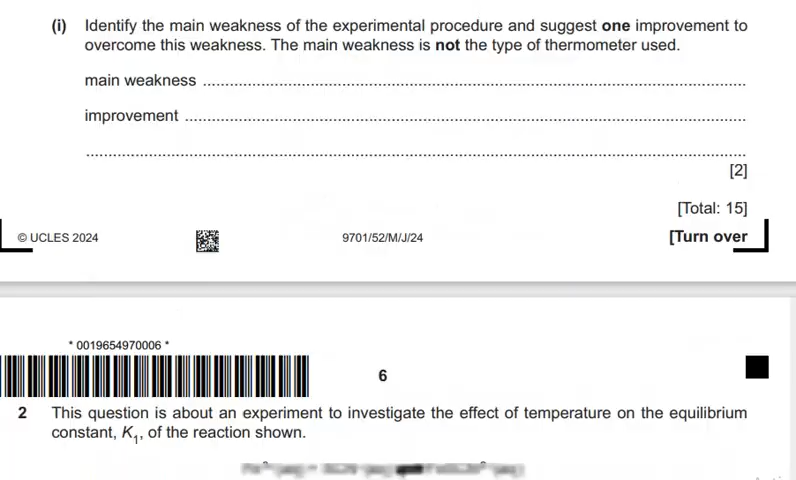 (i) Identify the main weakness of the experimental procedure and suggest one improvement to
overcome this weakness. The main weakness is not the type of thermometer used.
main weakness ..........................................................................................................................
improvement ..............................................................................................................................
....................................................................................................................................................
[2]
[Total: 15]
© UCLES 2024 9701/52/M/J/24 [Turn over
* 0019654970006 *
6
2 This question is about an experiment to investigate the effect of temperature on the equilibrium
constant, K1, of the reaction shown.